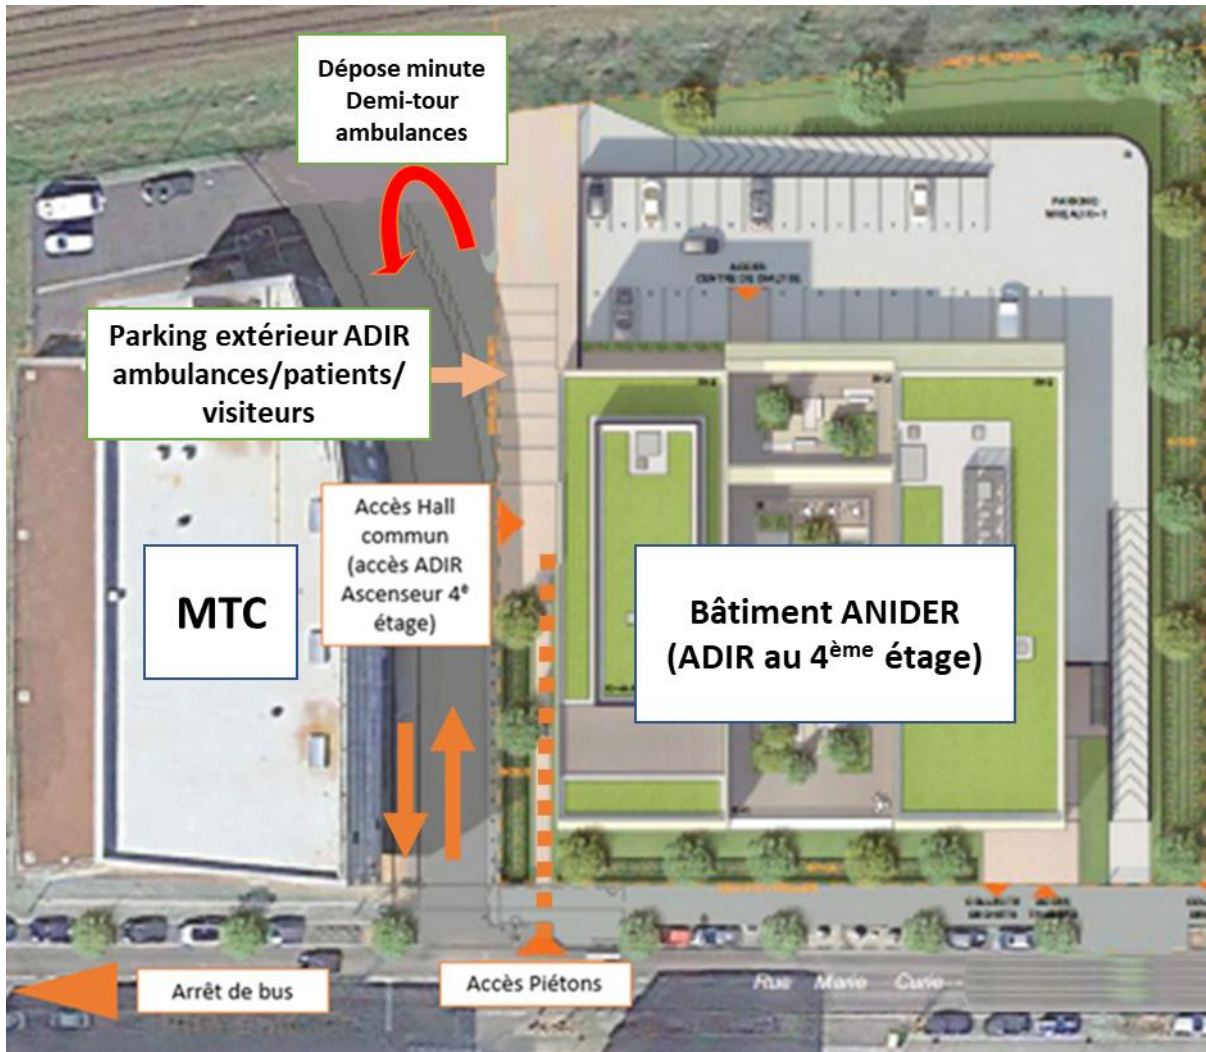 Dépose minute
Demi-tour
ambulances
PARKING
Parking extérieur ADIR
ambulances/patients/
visiteurs
Accès Hall
commun
(accès ADIR
Ascenseur 4e
étage)
MTC
Bâtiment ANIDER
(ADIR au 4ème étage)
Accès Piétons
Arrêt de bus
Rue Marie Curie